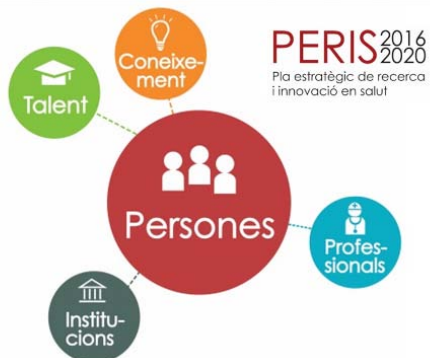 Coneixe-
ment
PERIS 2016
2020
Pla estratègic de recerca
i innovació en salut
Talent
Persones
Profes-
sionals
Institu-
cions